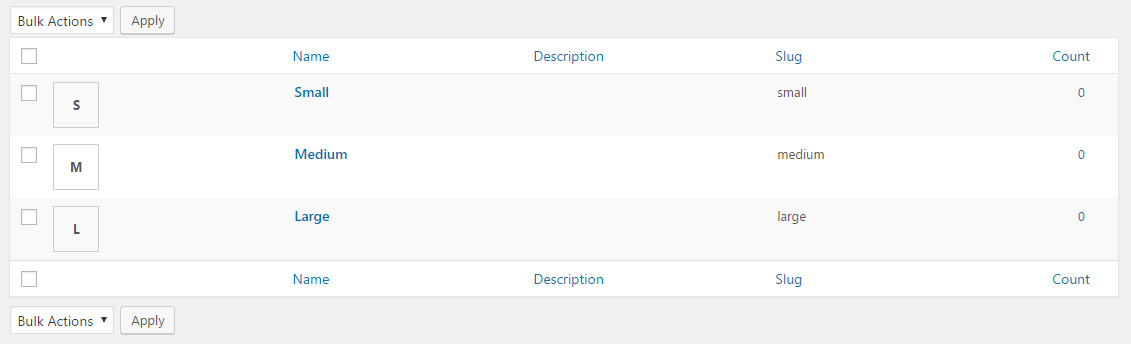 Bulk Actions Apply
Name Description Slug Count
S Small small 0
M Medium medium 0
L Large large 0
Name Description Slug Count
Bulk Actions Apply